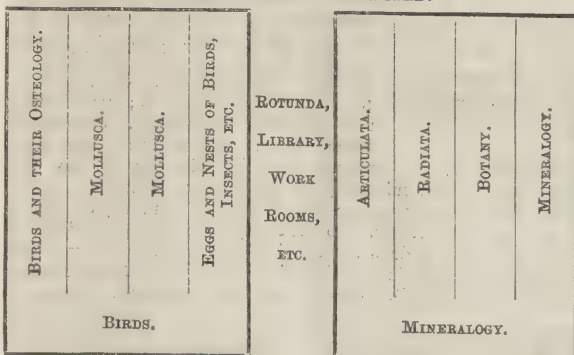 BIRDS AND THEIR OSTEOLOGY.
MOLLUSCA.
MOLLUSCA.
EGGS AND NESTS OF BIRDS,
INSECTS, ETC.
BIRDS.
ROTUNDA,
LIBRARY,
WORK
ROOMS,
ETC.
ARTICULATA.
RADIATA.
BOTANY.
MINERALOGY.
MINERALOGY.